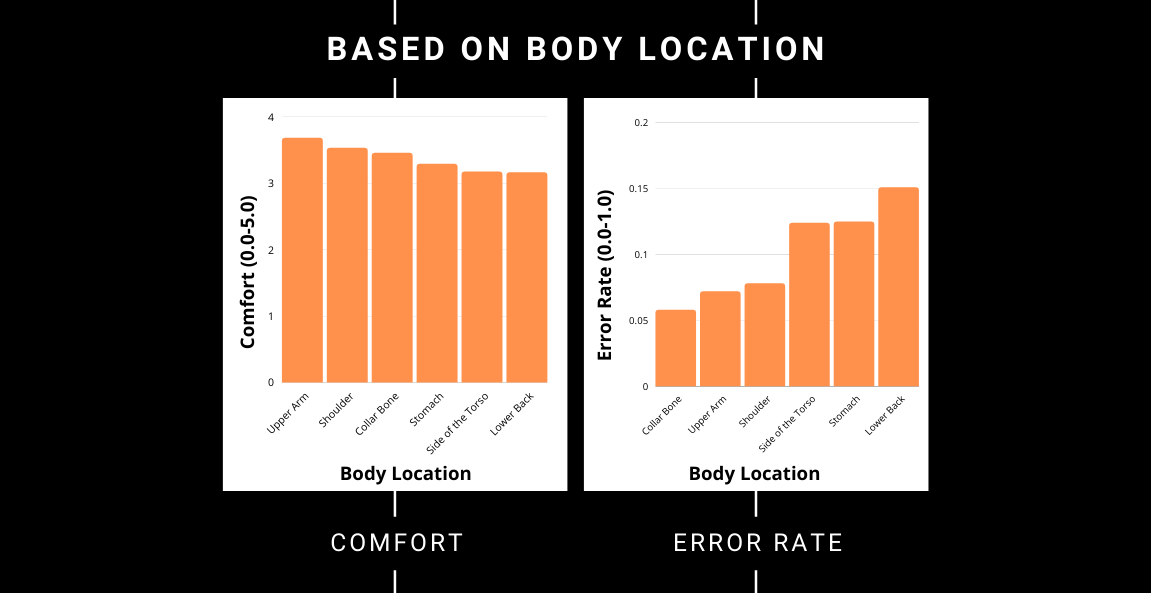 BASED ON BODY LOCATION
Comfort (0.0-5.0)
4
3
2
1
0
Upper Arm
Shoulder
Collar Bone
Stomach
Side of the Torso
Lower Back
Body Location
Error Rate (0.0-1.0)
0.2
0.15
0.1
0.05
0
Collar Bone
Upper Arm
Shoulder
Side of the Torso
Stomach
Lower Back
Body Location
COMFORT
ERROR RATE